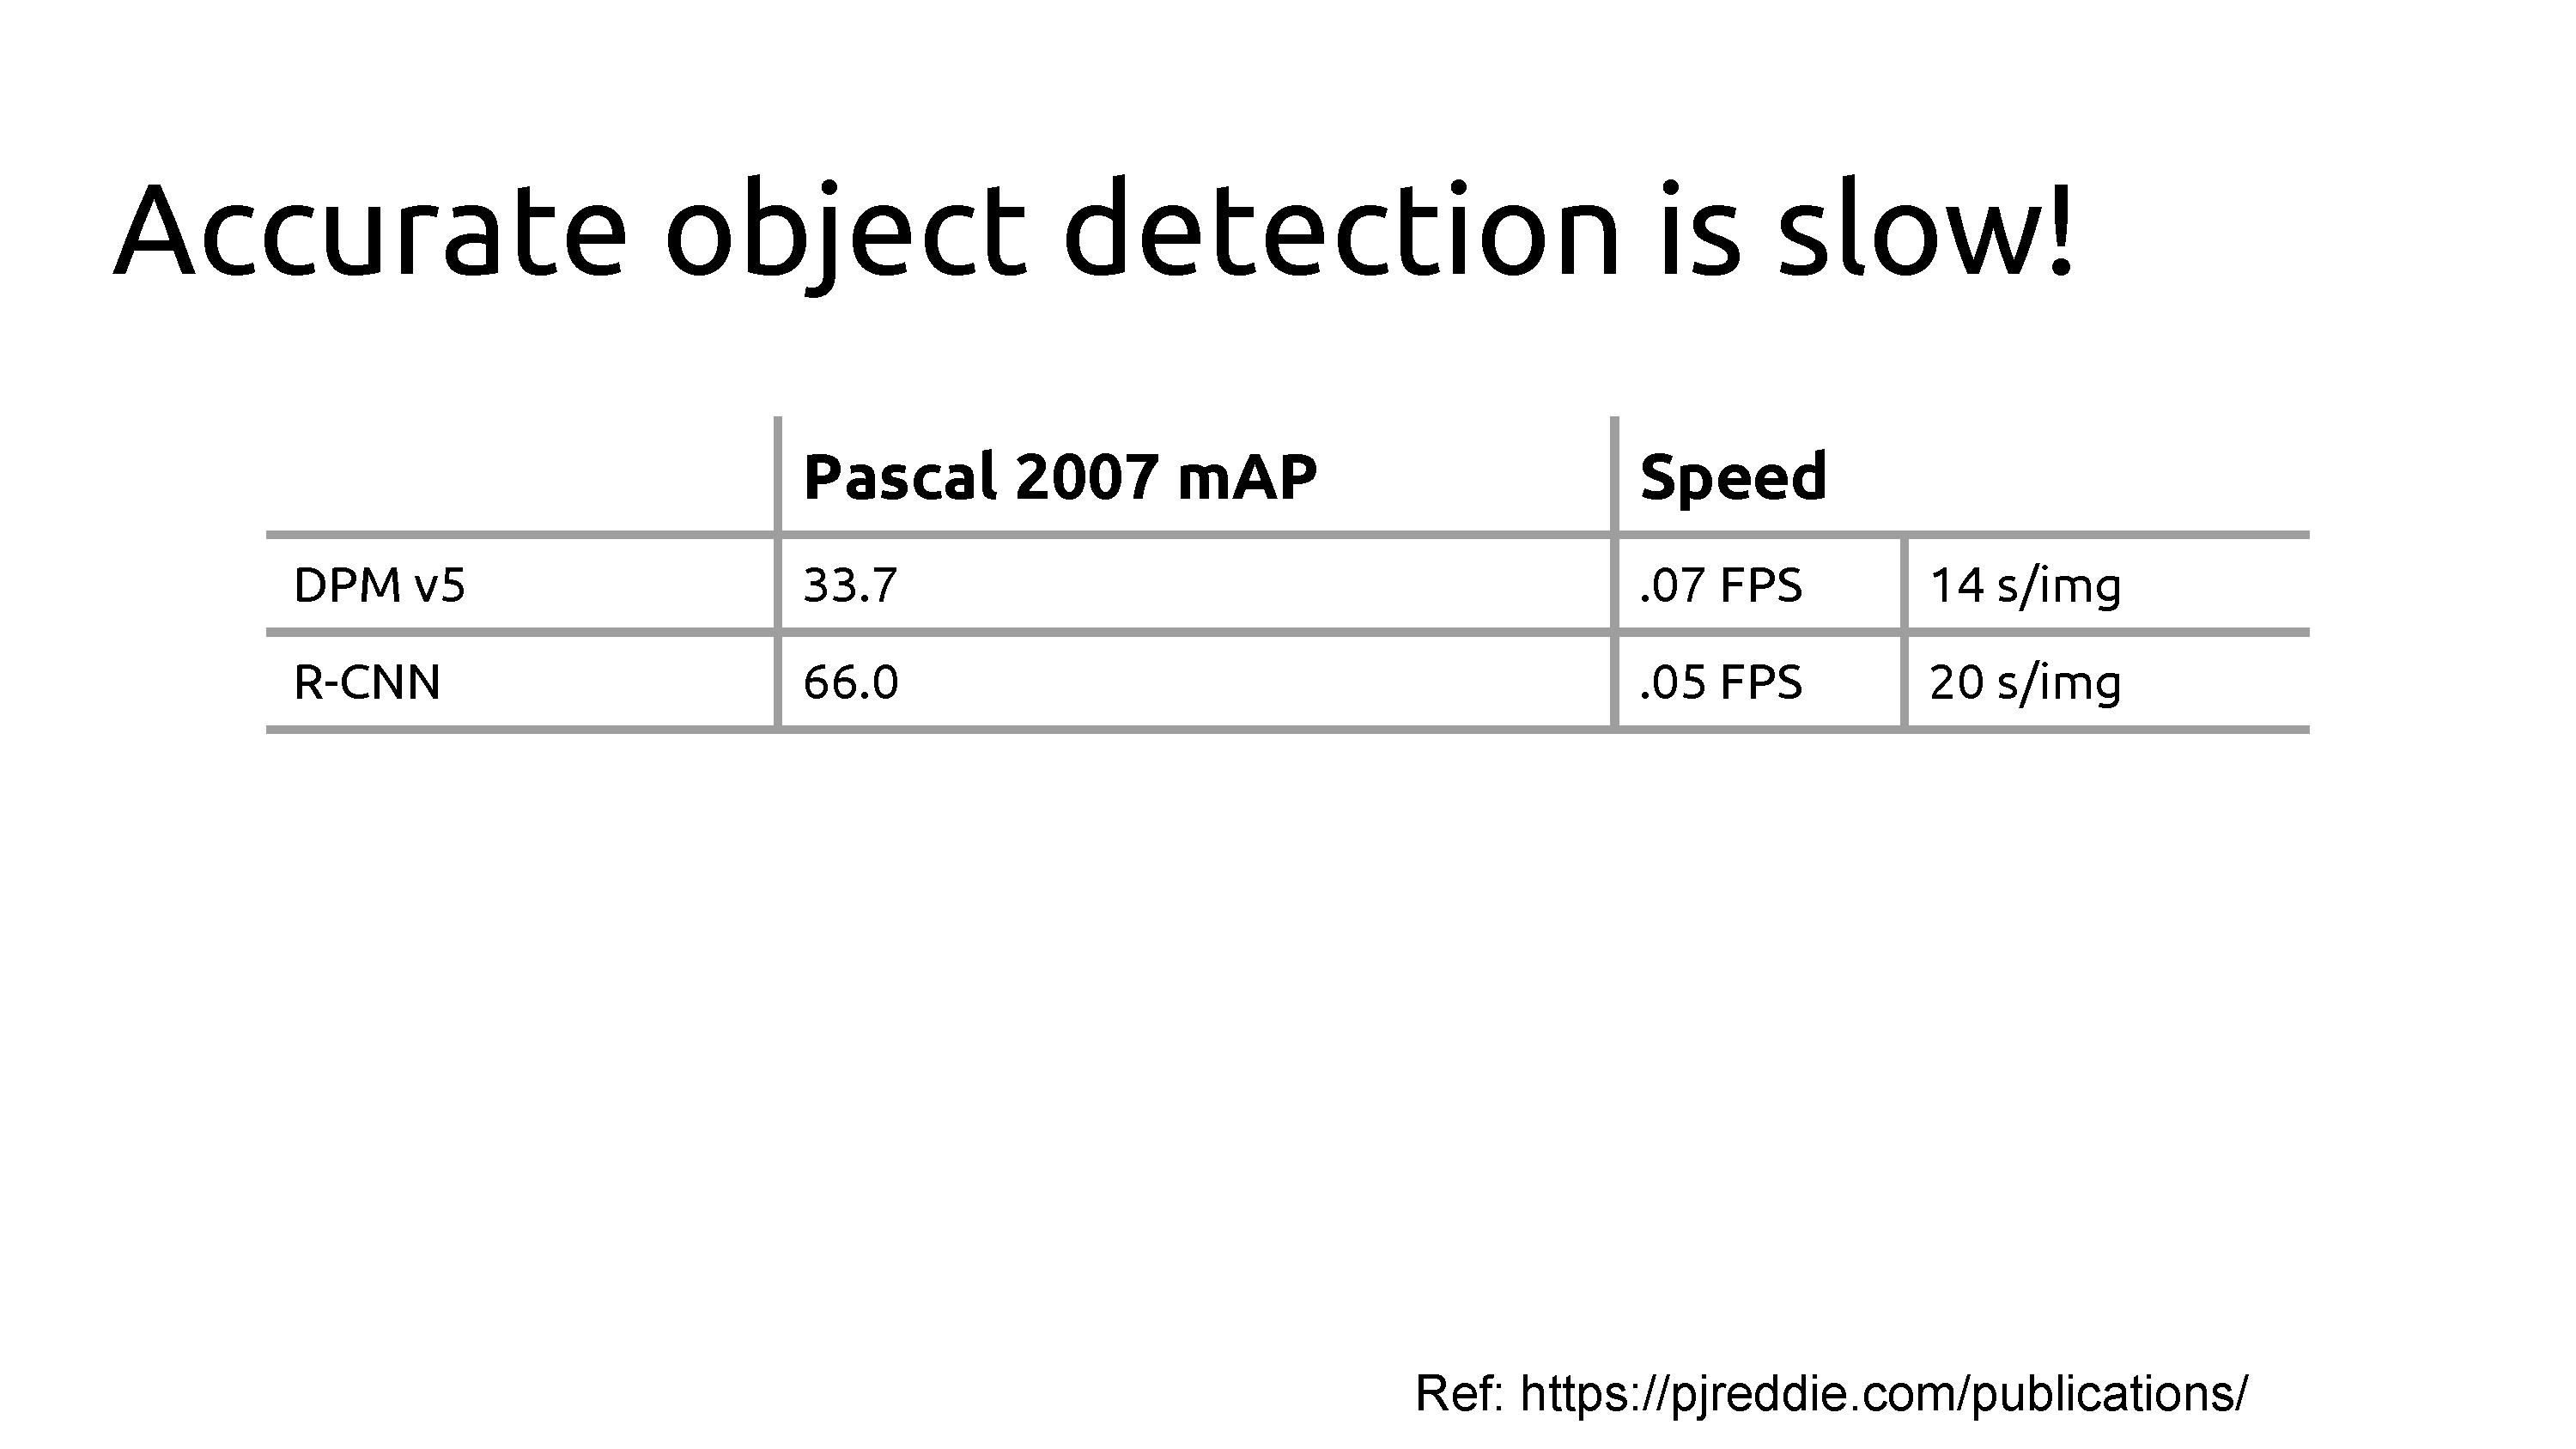 Accurate object detection is slow!
Pascal 2007 mAP Speed
DPM v5 33.7 .07 FPS 14 s/img
R-CNN 66.0 .05 FPS 20 s/img
Ref: https://pjreddie.com/publications/